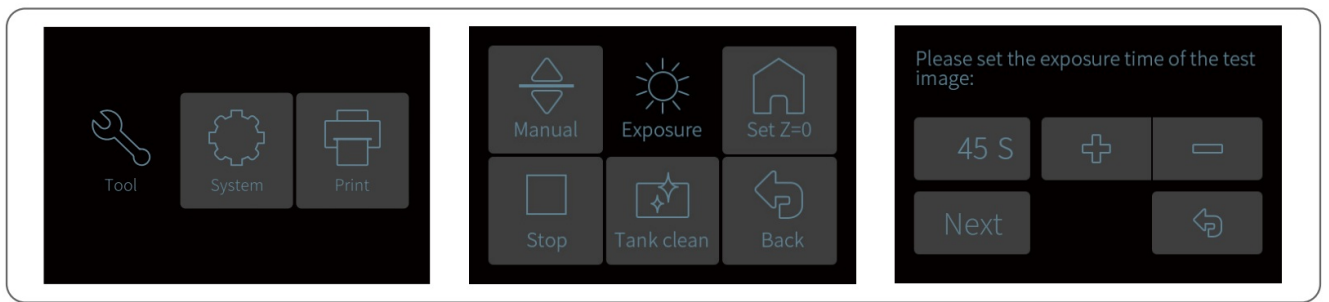 Tool
System
Print
Manual
Exposure
Set Z=0
Stop
Tank clean
Back
Please set the exposure time of the test
image:
45 S
Next